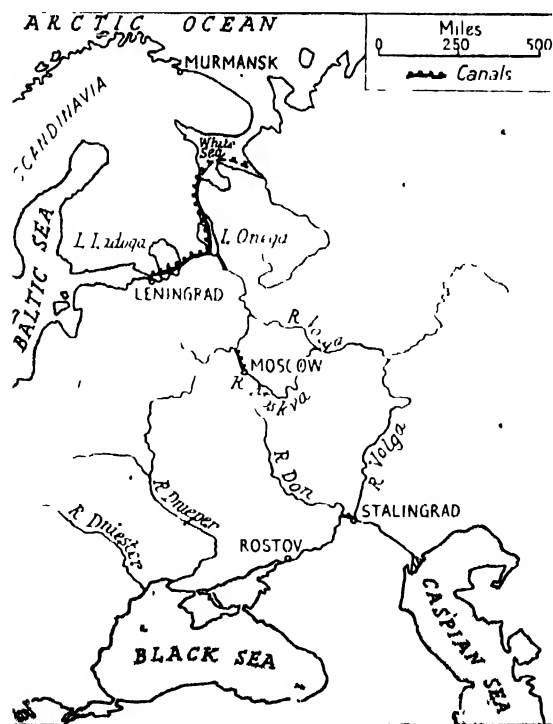 ARCTIC OCEAN
Miles
0 250 500
Canals
MURMANSK
SCANDINAVIA
White
Sea
L. Onega
BALTIC SEA
LENINGRAD
R
MOSCOW
R
R Volga
R Don
R Dnieper
R Dniester
STALINGRAD
ROSTOV
CASPIAN
SEA
BLACK SEA